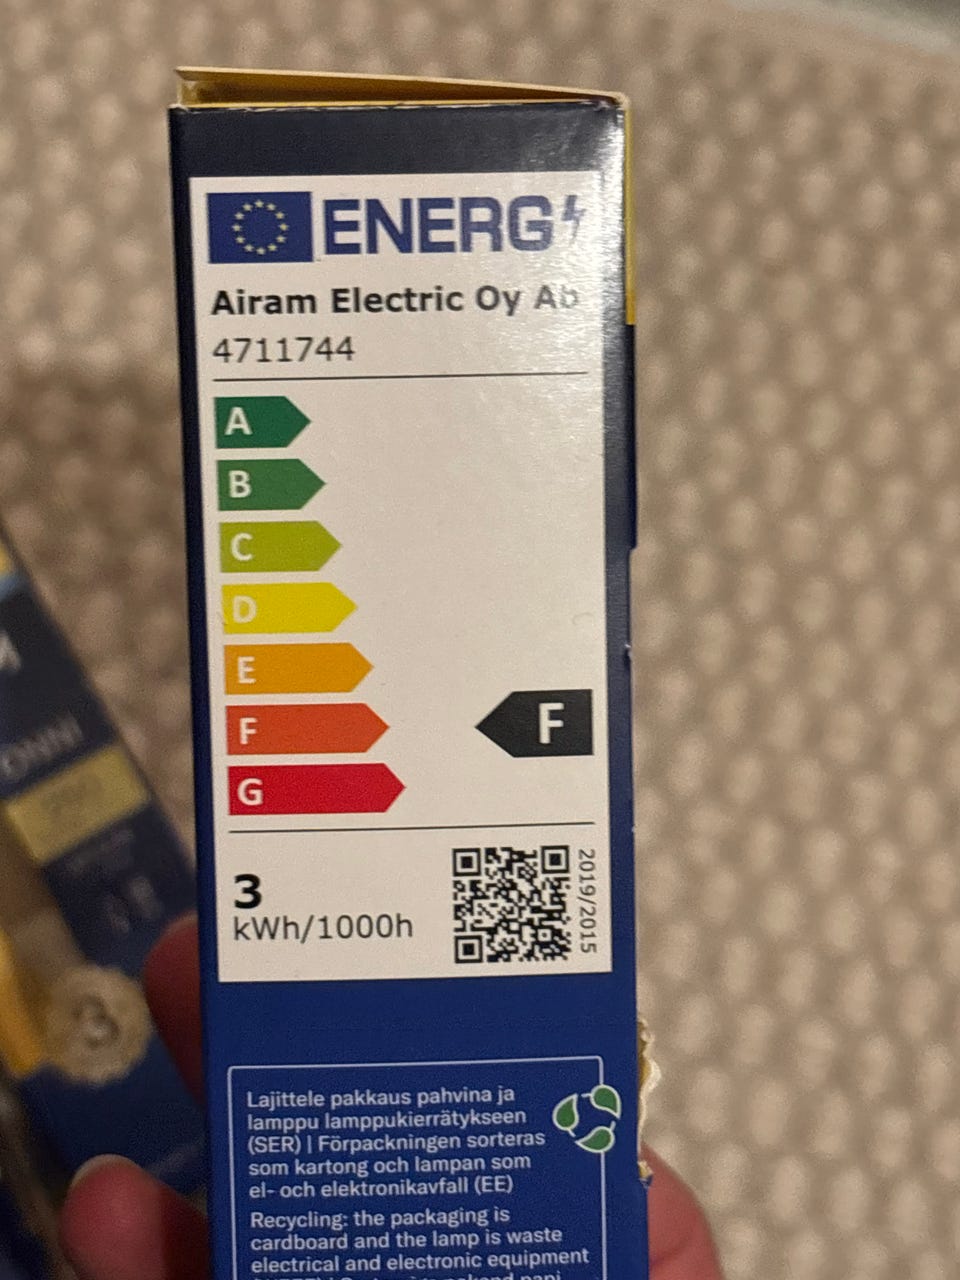 ENERG
Airam Electric Oy Ab
4711744
A
B
C
D
E
F
F
G
3
kWh/1000h
2019/2015
Lajittele pakkaus pahvina ja
lamppu lamppukierrätykseen
(SER) | Förpackningen sorteras
som kartong och lampan som
el- och elektronikavfall (EE)
Recycling: the packaging is
cardboard and the lamp is waste
electrical and electronic equipment
ONNI
3